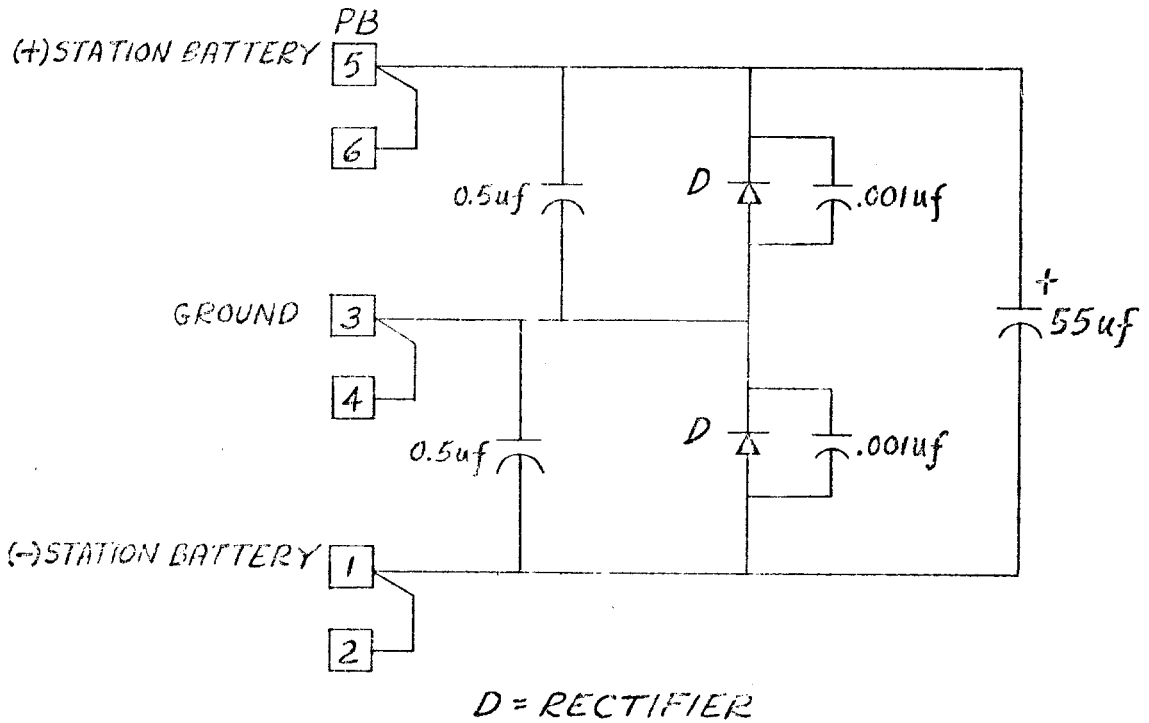 PB
(+) STATION BATTERY 5
6
0.5uf
D
.001uf
GROUND 3
+
55uf
4
D
.001uf
0.5uf
(-) STATION BATTERY 1
2
D = RECTIFIER